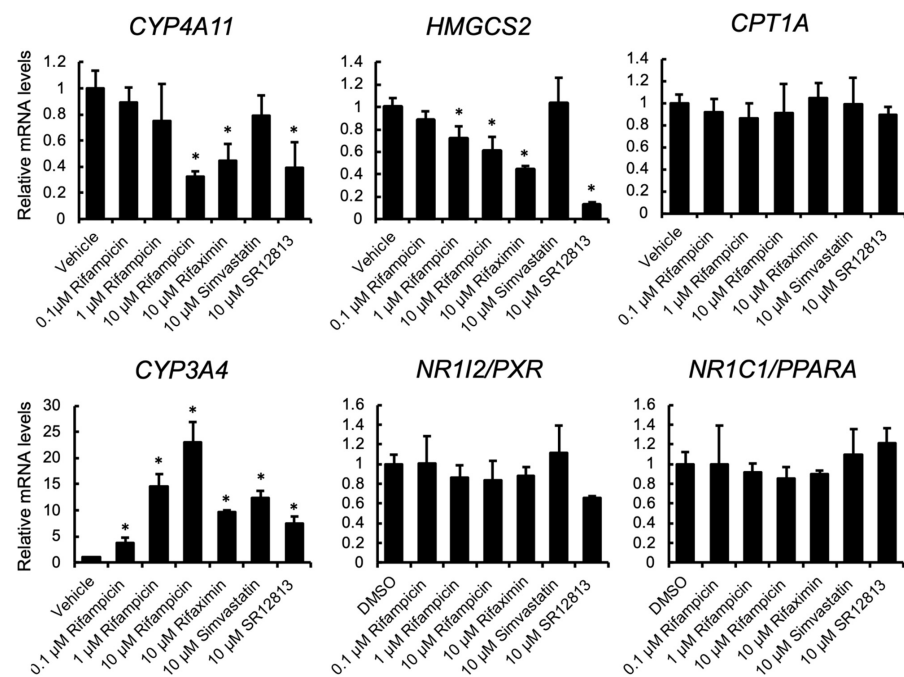 CYP4A11
Relative mRNA levels
1.2
1
0.8
0.6
0.4
0.2
0
*
*
*
Vehicle
0.1µM Rifampicin
1 µM Rifampicin
10 µM Rifampicin
10 µM Rifaximin
10 µM Simvastatin
10 µM SR12813
HMGCS2
1.4
1.2
1
0.8
0.6
0.4
0.2
0
*
*
*
*
Vehicle
0.1 µM Rifampicin
1 µM Rifampicin
10 µM Rifampicin
10 µM Rifaximin
10 µM Simvastatin
10 µM SR12813
CPT1A
1.4
1.2
1
0.8
0.6
0.4
0.2
0
Vehicle
0.1 µM Rifampicin
1 µM Rifampicin
10 µM Rifampicin
10 µM Rifaximin
10 µM Simvastatin
10 µM SR12813
CYP3A4
Relative mRNA levels
30
25
20
15
10
5
0
*
*
*
*
*
*
Vehicle
0.1 µM Rifampicin
1 µM Rifampicin
10 µM Rifampicin
10 µM Rifaximin
10 µM Simvastatin
10 µM SR12813
NR1I2/PXR
1.6
1.4
1.2
1
0.8
0.6
0.4
0.2
0
DMSO
0.1 µM Rifampicin
1 µM Rifampicin
10 µM Rifampicin
10 µM Rifaximin
10 µM Simvastatin
10 µM SR12813
NR1C1/PPARA
1.6
1.4
1.2
1
0.8
0.6
0.4
0.2
0
DMSO
0.1 µM Rifampicin
1 µM Rifampicin
10 µM Rifampicin
10 µM Rifaximin
10 µM Simvastatin
10 µM SR12813